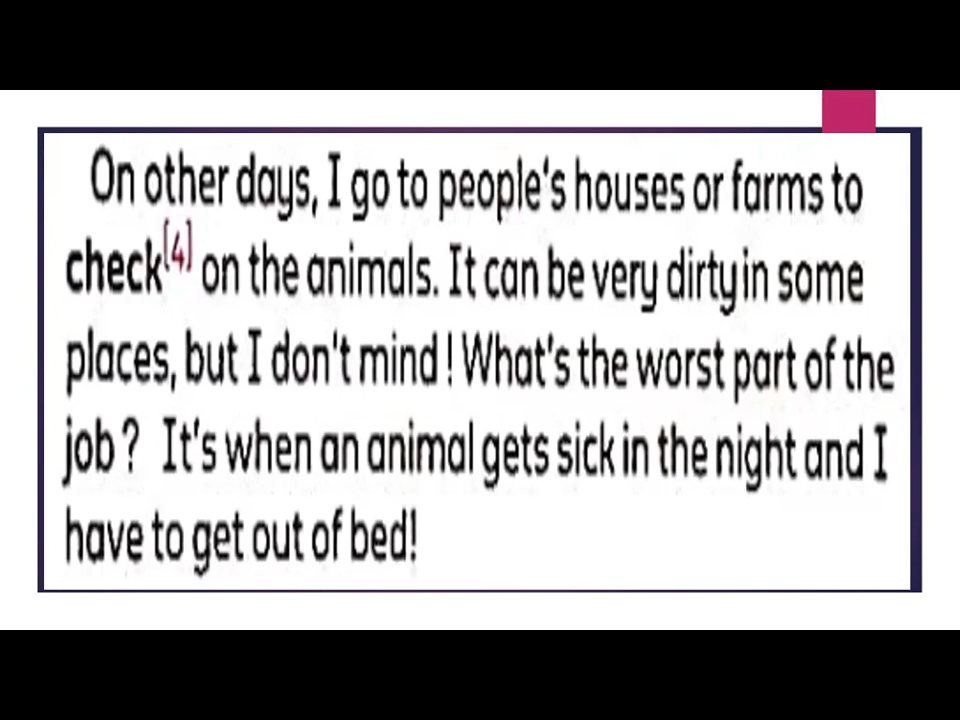 On other days, I go to people's houses or farms to
check[4] on the animals. It can be very dirty in some
places, but I don't mind! What's the worst part of the
job? It's when an animal gets sick in the night and I
have to get out of bed!